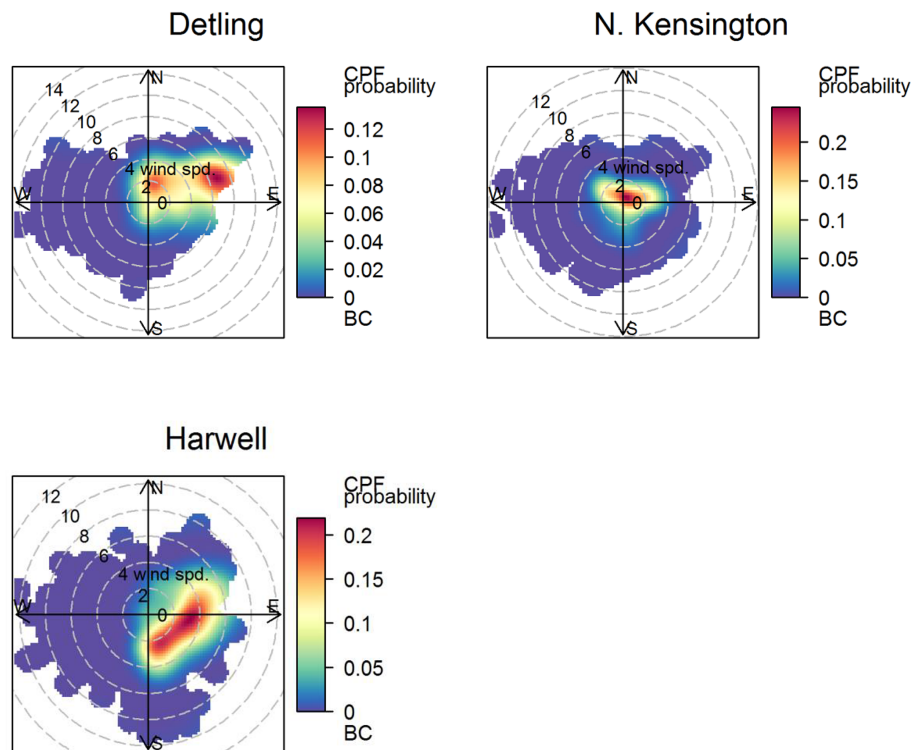 Detling
N
W
E
S
14
12
10
8
6
4 wind spd.
2
0
CPF
probability
0.12
0.10
0.08
0.06
0.04
0.02
0
BC
N. Kensington
N
W
E
S
12
10
8
6
4 wind spd.
2
0
CPF
probability
0.2
0.15
0.1
0.05
0
BC
Harwell
N
W
E
S
12
10
8
6
4 wind spd.
2
0
CPF
probability
0.2
0.15
0.1
0.05
0
BC